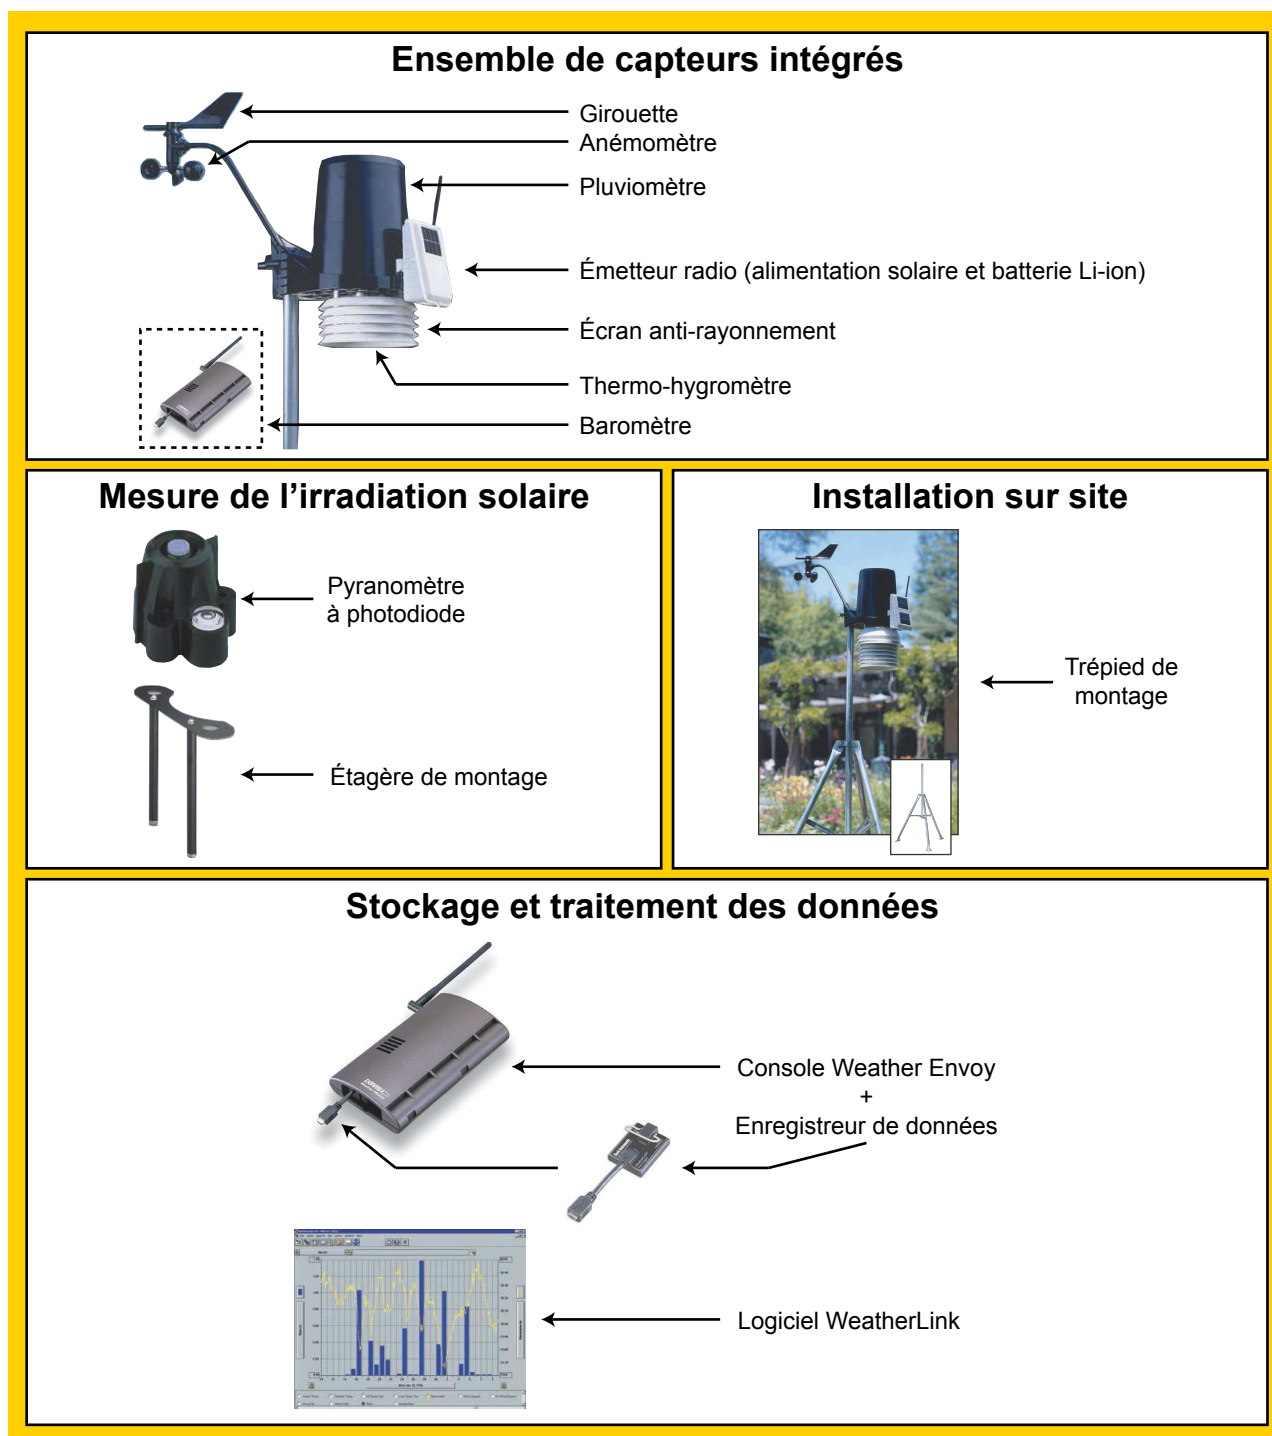 Ensemble de capteurs intégrés
Girouette
Anémomètre
Pluviomètre
Émetteur radio (alimentation solaire et batterie Li-ion)
Écran anti-rayonnement
Thermo-hygromètre
Baromètre
Mesure de l’irradiation solaire
Pyranomètre
à photodiode
Étagère de montage
Installation sur site
Trépied de
montage
Stockage et traitement des données
Console Weather Envoy
+
Enregistreur de données
Logiciel WeatherLink